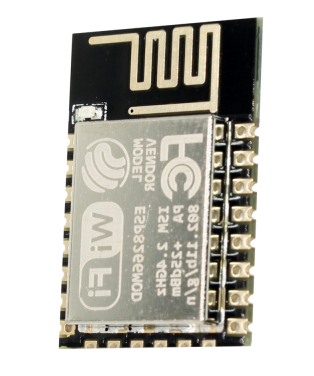 VENDOR
MODEL ESP8266MOD
ISM 2.4GHz
PA +25dBm
802.11b/g/n
Wi Fi
FC